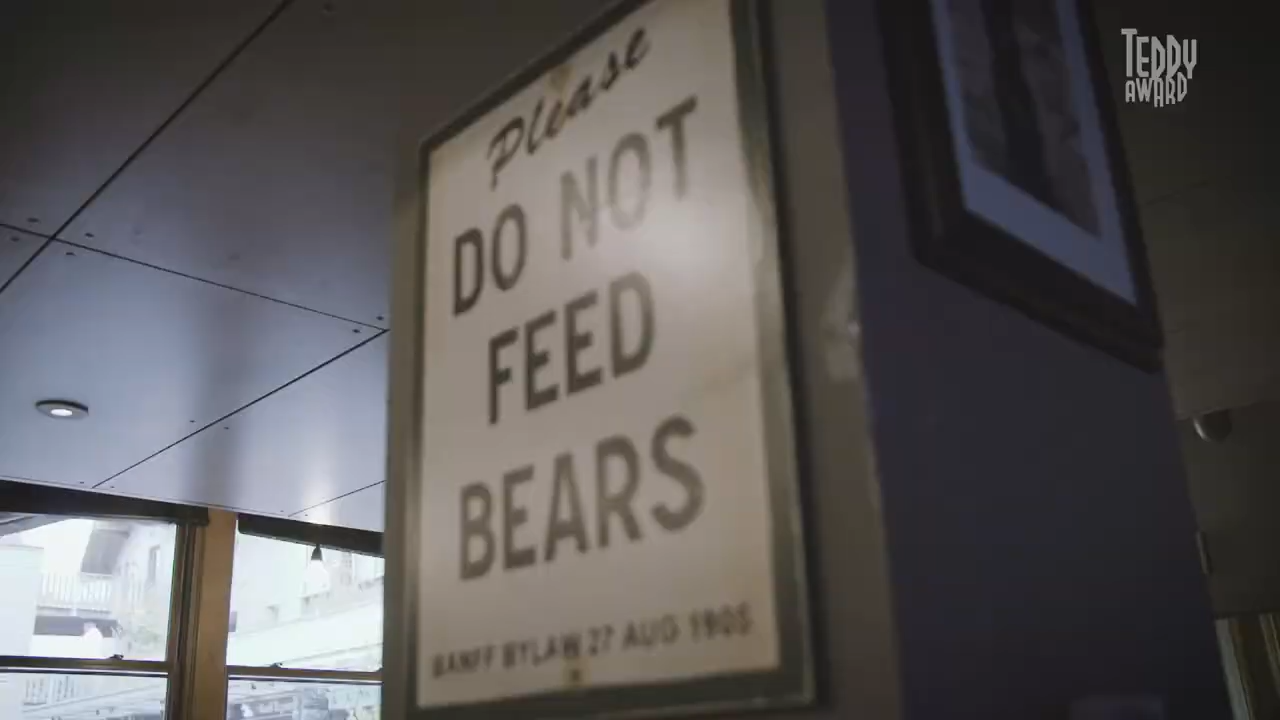 Please
DO NOT
FEED
BEARS
BANFF BYLAW 27 AUG 1905
TEDDY
AWARD